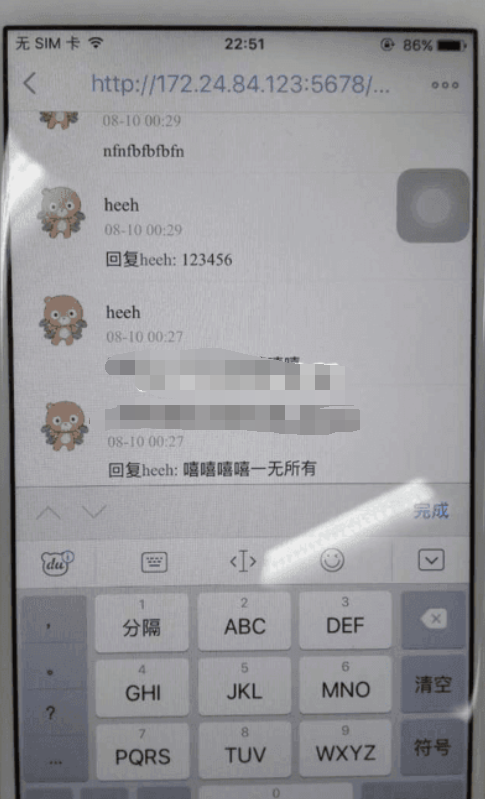 无 SIM 卡 22:51 86%
http://172.24.84.123:5678/...
08-10 00:29
nfnfbfbfbfn
heeh
08-10 00:29
回复heeh: 123456
heeh
08-10 00:27
08-10 00:27
回复heeh: 嘻嘻嘻嘻一无所有
完成
du
, 1 分隔 2 ABC 3 DEF
。 4 GHI 5 JKL 6 MNO 清空
? 7 PQRS 8 TUV 9 WXYZ 符号
...
0